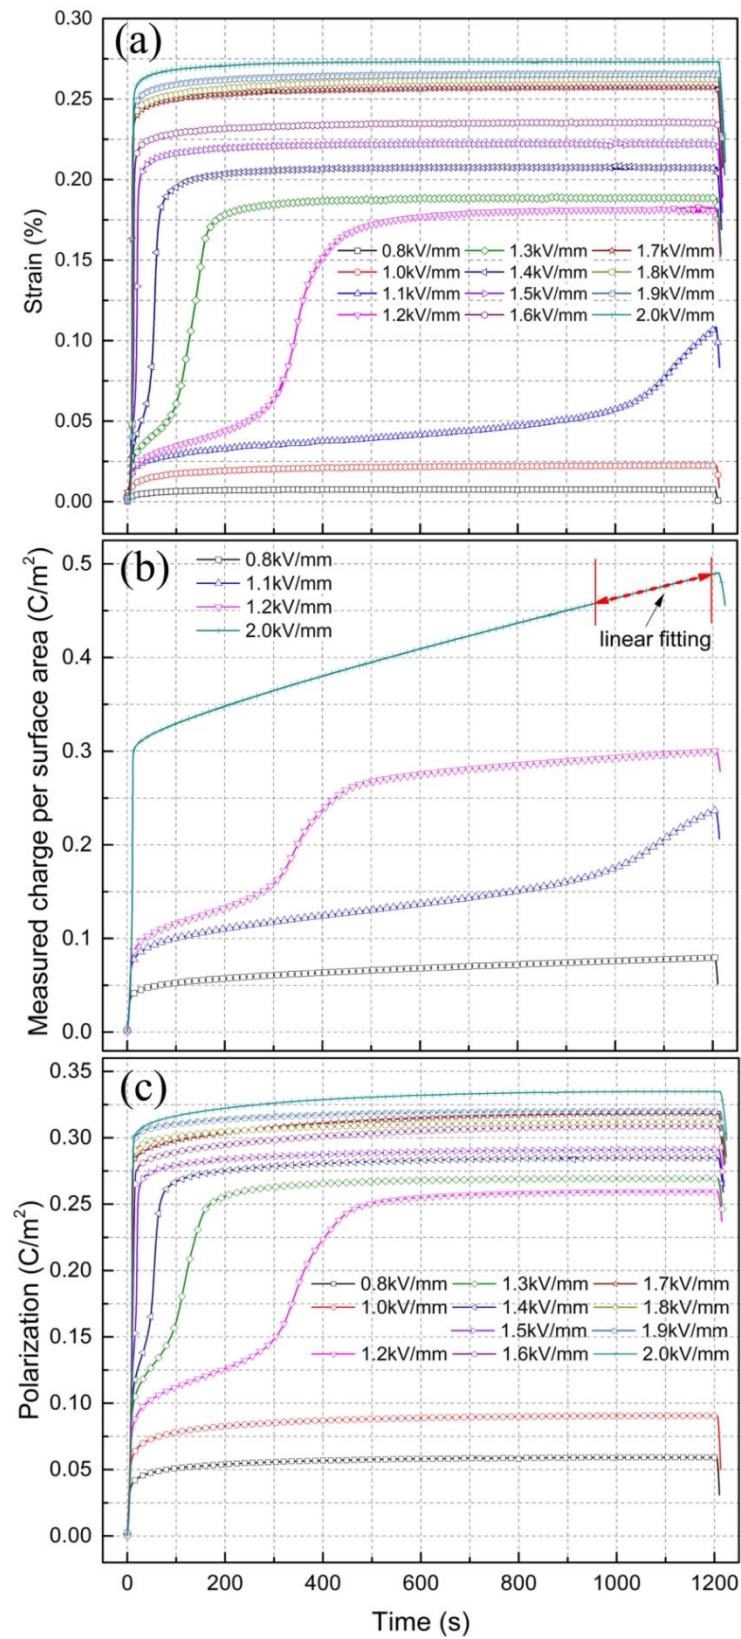 (a)
0.30
0.25
0.20
0.15
0.10
0.05
0.00
Strain (%)
0.8kV/mm 1.3kV/mm 1.7kV/mm
1.0kV/mm 1.4kV/mm 1.8kV/mm
1.1kV/mm 1.5kV/mm 1.9kV/mm
1.2kV/mm 1.6kV/mm 2.0kV/mm
(b)
0.5
0.4
0.3
0.2
0.1
0.0
Measured charge per surface area (C/m²)
0.8kV/mm
1.1kV/mm
1.2kV/mm
2.0kV/mm
linear fitting
(c)
0.35
0.30
0.25
0.20
0.15
0.10
0.05
0.00
Polarization (C/m²)
0.8kV/mm 1.3kV/mm 1.7kV/mm
1.0kV/mm 1.4kV/mm 1.8kV/mm
1.5kV/mm 1.9kV/mm
1.2kV/mm 1.6kV/mm 2.0kV/mm
0 200 400 600 800 1000 1200
Time (s)